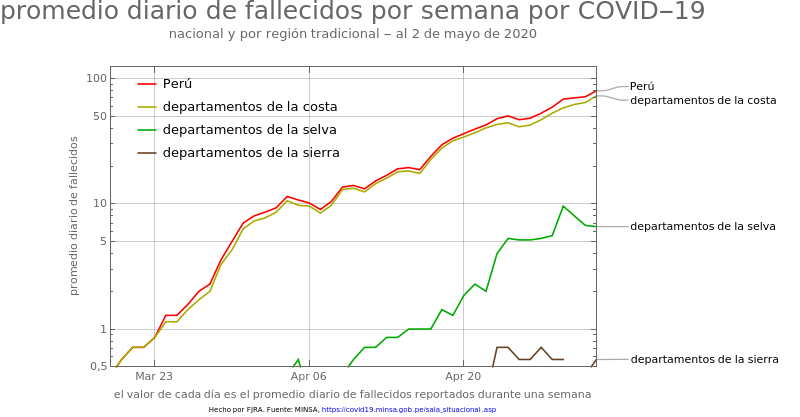 promedio diario de fallecidos por semana por COVID−19
nacional y por región tradicional − al 2 de mayo de 2020
promedio diario de fallecidos
100
50
10
5
1
0,5
Perú
departamentos de la costa
departamentos de la selva
departamentos de la sierra
Perú
departamentos de la costa
departamentos de la selva
departamentos de la sierra
Mar 23
Apr 06
Apr 20
el valor de cada día es el promedio diario de fallecidos reportados durante una semana
Hecho por FJRA. Fuente: MINSA, https://covid19.minsa.gob.pe/sala_situacional.asp